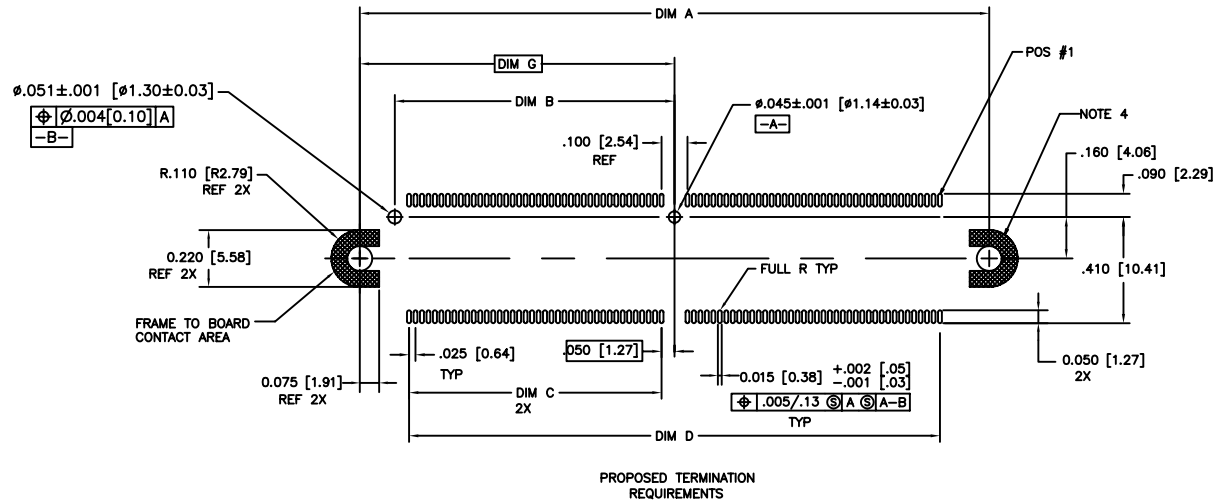 DIM A
POS #1
DIM G
ø.051±.001 [ø1.30±0.03]
⌖ Ø.004[0.10] A
-B-
DIM B
ø.045±.001 [ø1.14±0.03]
-A-
NOTE 4
.100 [2.54]
REF
.160 [4.06]
.090 [2.29]
R.110 [R2.79]
REF 2X
0.220 [5.58]
REF 2X
FULL R TYP
.410 [10.41]
FRAME TO BOARD
CONTACT AREA
.025 [0.64]
TYP
.050 [1.27]
0.050 [1.27]
2X
0.075 [1.91]
REF 2X
0.015 [0.38] +.002 [.05]
-.001 [.03]
DIM C
2X
⌖ .005/.13 Ⓢ A Ⓢ A-B
TYP
DIM D
PROPOSED TERMINATION
REQUIREMENTS